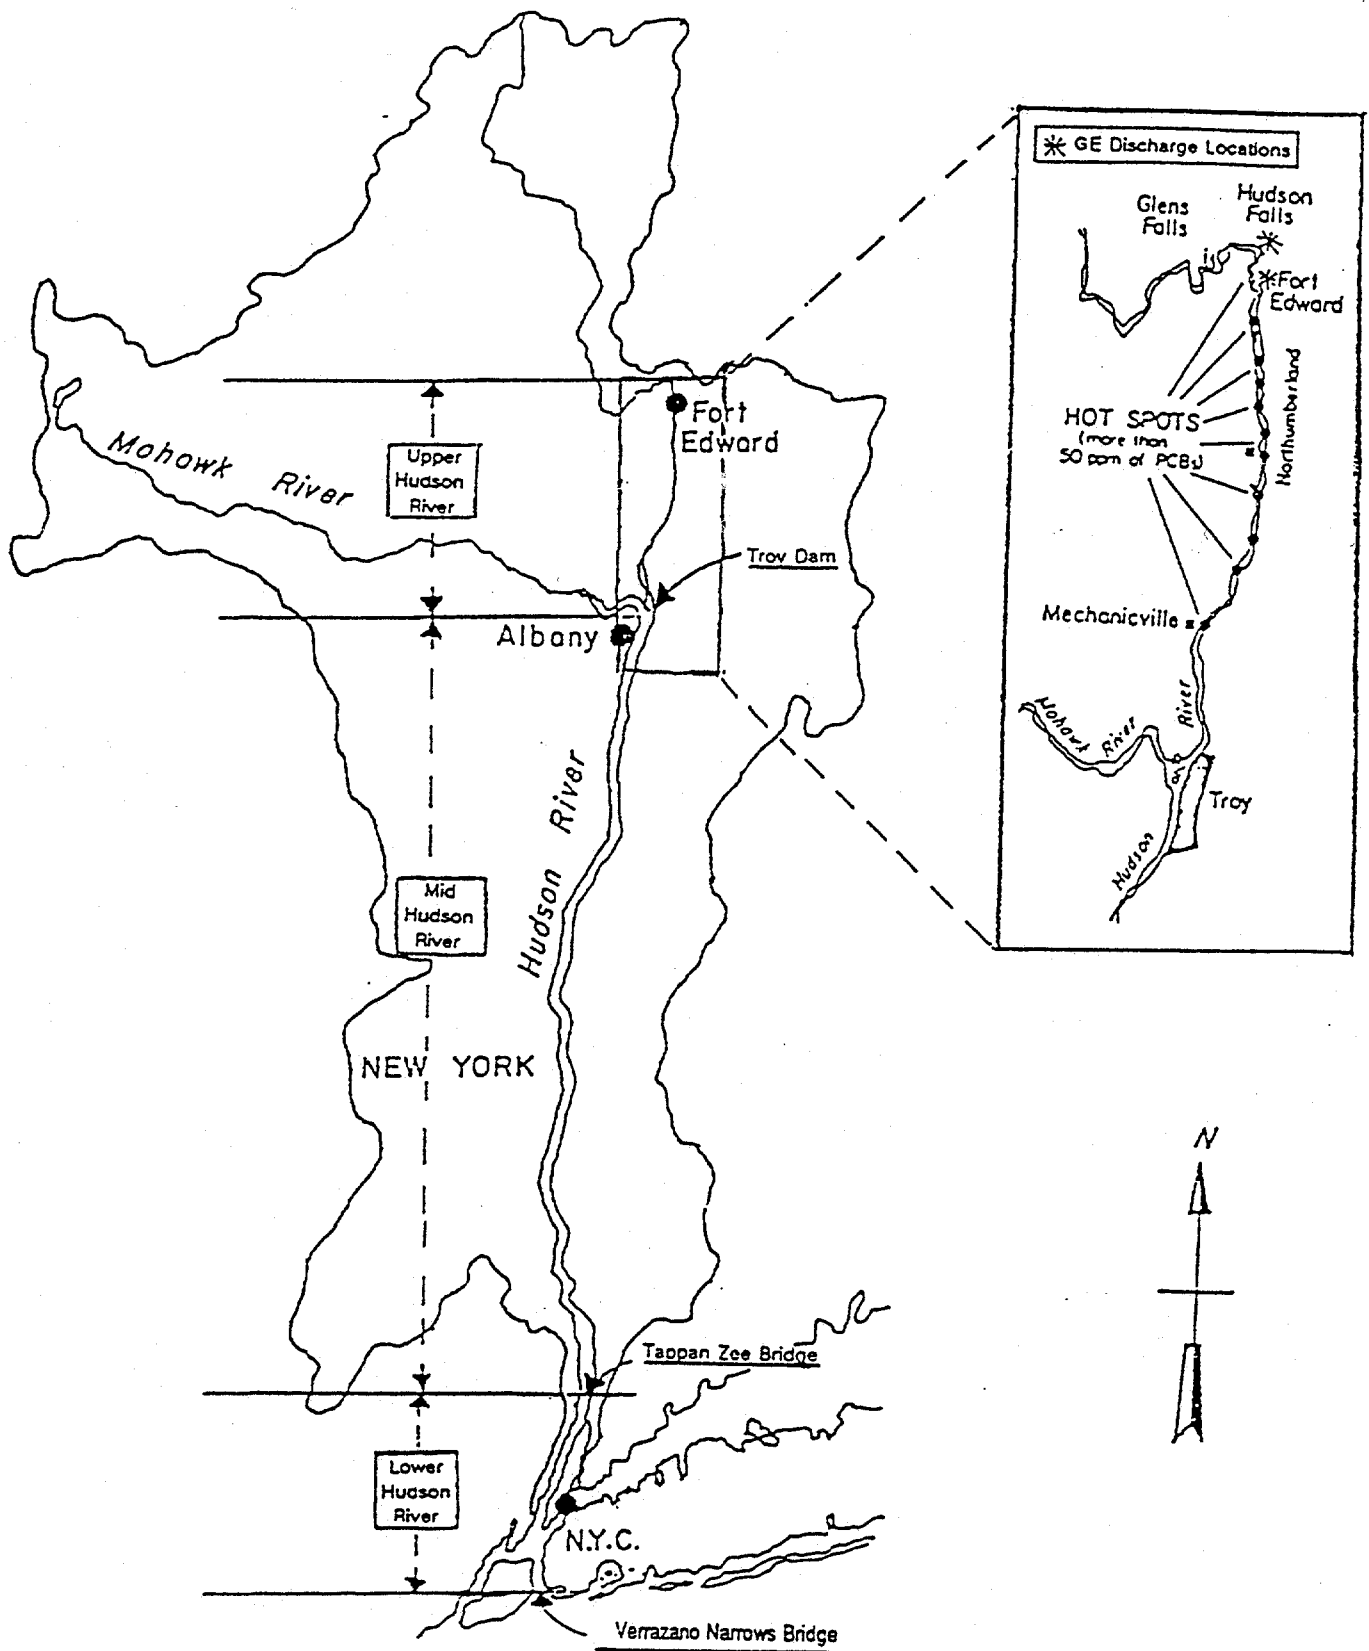 GE Discharge Locations
Glens
Falls
Hudson
Falls
Fort
Edward
HOT SPOTS
(more than
50 ppm of PCBs)
Northumberland
Mechanicville
Mohawk River
River
Hudson
Troy
Fort
Edward
Upper
Hudson
River
Mohawk River
Troy Dam
Albany
Hudson River
Mid
Hudson
River
NEW YORK
N
Tappan Zee Bridge
Lower
Hudson
River
N.Y.C.
Verrazano Narrows Bridge